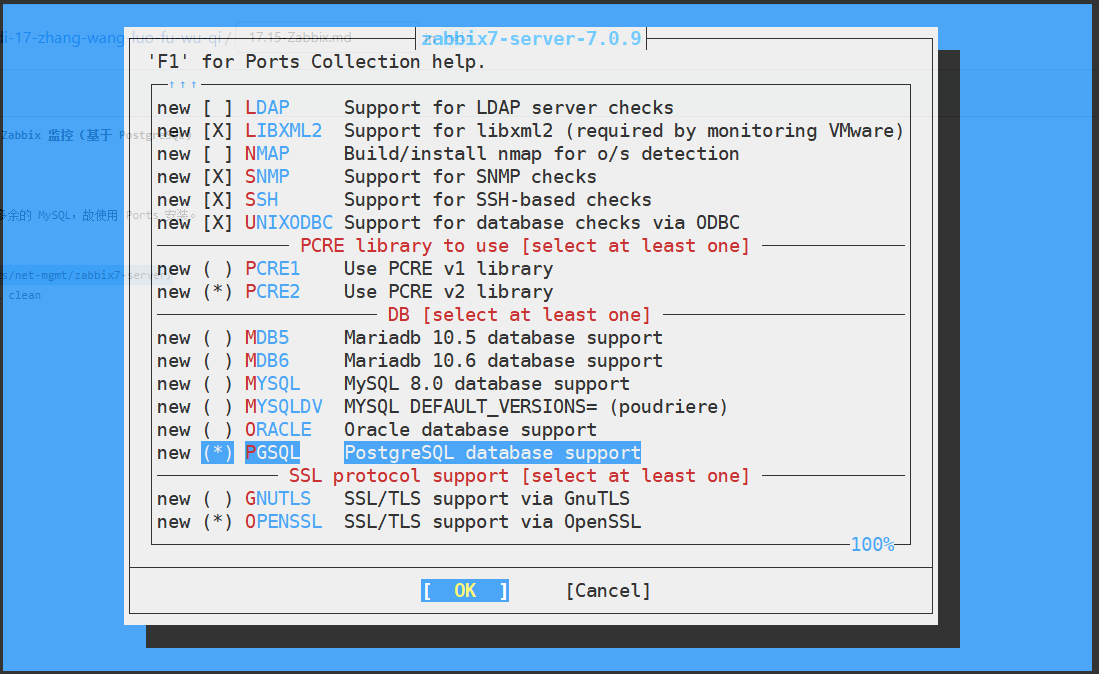 zabbix7-server-7.0.9
di-17-zhang-wang-luo-fu-wu-qi/ 17.15-Zabbix.md
'F1' for Ports Collection help.
↑↑↑
new [ ] LDAP Support for LDAP server checks
Zabbix 监控（基于 PostgreSQL）
new [X] LIBXML2 Support for libxml2 (required by monitoring VMware)
new [ ] NMAP Build/install nmap for o/s detection
new [X] SNMP Support for SNMP checks
new [X] SSH Support for SSH-based checks
多余的 MySQL，故使用 Ports 安装。
new [X] UNIXODBC Support for database checks via ODBC
PCRE library to use [select at least one]
new ( ) PCRE1 Use PCRE v1 library
s/net-mgmt/zabbix7-server/
new (*) PCRE2 Use PCRE v2 library
clean
DB [select at least one]
new ( ) MDB5 Mariadb 10.5 database support
new ( ) MDB6 Mariadb 10.6 database support
new ( ) MYSQL MySQL 8.0 database support
new ( ) MYSQLDV MYSQL DEFAULT_VERSIONS= (poudriere)
new ( ) ORACLE Oracle database support
new (*) PGSQL PostgreSQL database support
SSL protocol support [select at least one]
new ( ) GNUTLS SSL/TLS support via GnuTLS
new (*) OPENSSL SSL/TLS support via OpenSSL
100%
[ OK ] [Cancel]